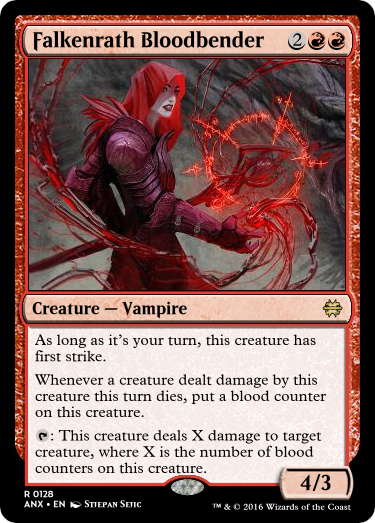 Falkenrath Bloodbender 2
Creature — Vampire
As long as it's your turn, this creature has
first strike.
Whenever a creature dealt damage by this
creature this turn dies, put a blood counter
on this creature.
: This creature deals X damage to target
creature, where X is the number of blood
counters on this creature.
4/3
R 0128
ANX • EN Stjepan Sejic
™ & © 2016 Wizards of the Coast